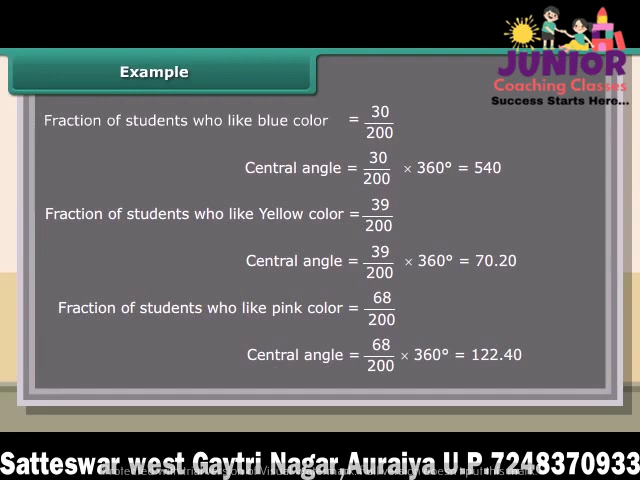 JUNIOR
Coaching Classes
Success Starts Here...
Example
Fraction of students who like blue color = 30/200
Central angle = 30/200 × 360° = 540
Fraction of students who like Yellow color = 39/200
Central angle = 39/200 × 360° = 70.20
Fraction of students who like pink color = 68/200
Central angle = 68/200 × 360° = 122.40
Satteswar west Gaytri Nagar,Auraiya U.P 7248370933